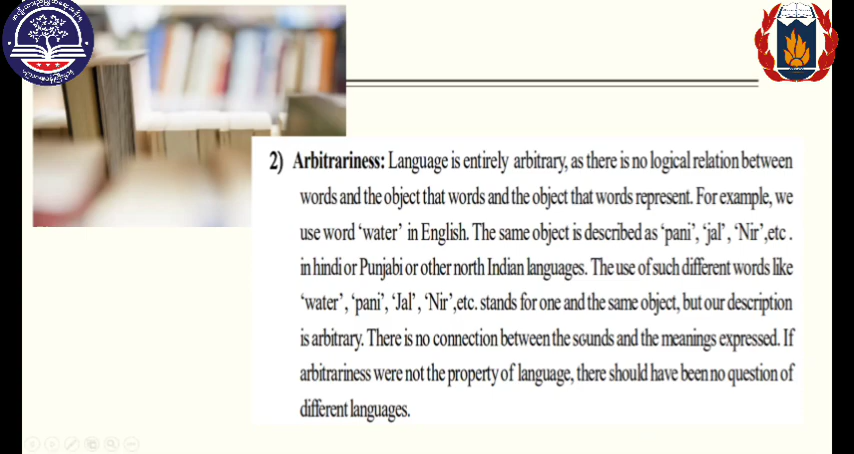 2) Arbitrariness: Language is entirely arbitrary, as there is no logical relation between
words and the object that words and the object that words represent. For example, we
use word ‘water’ in English. The same object is described as ‘pani’, ‘jal’, ‘Nir’,etc .
in hindi or Punjabi or other north Indian languages. The use of such different words like
‘water’, ‘pani’, ‘Jal’, ‘Nir’,etc. stands for one and the same object, but our description
is arbitrary. There is no connection between the sounds and the meanings expressed. If
arbitrariness were not the property of language, there should have been no question of
different languages.